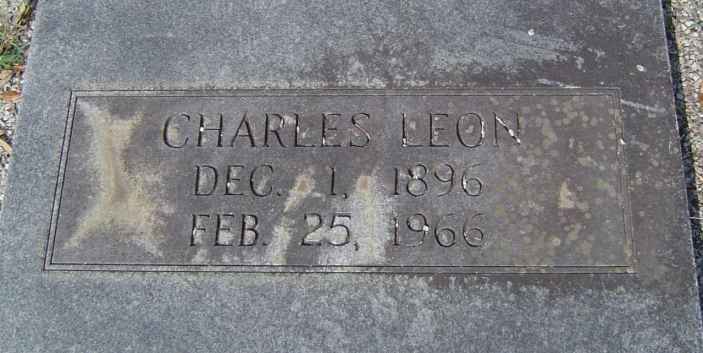 CHARLES LEON
DEC. 1, 1896
FEB. 25, 1966